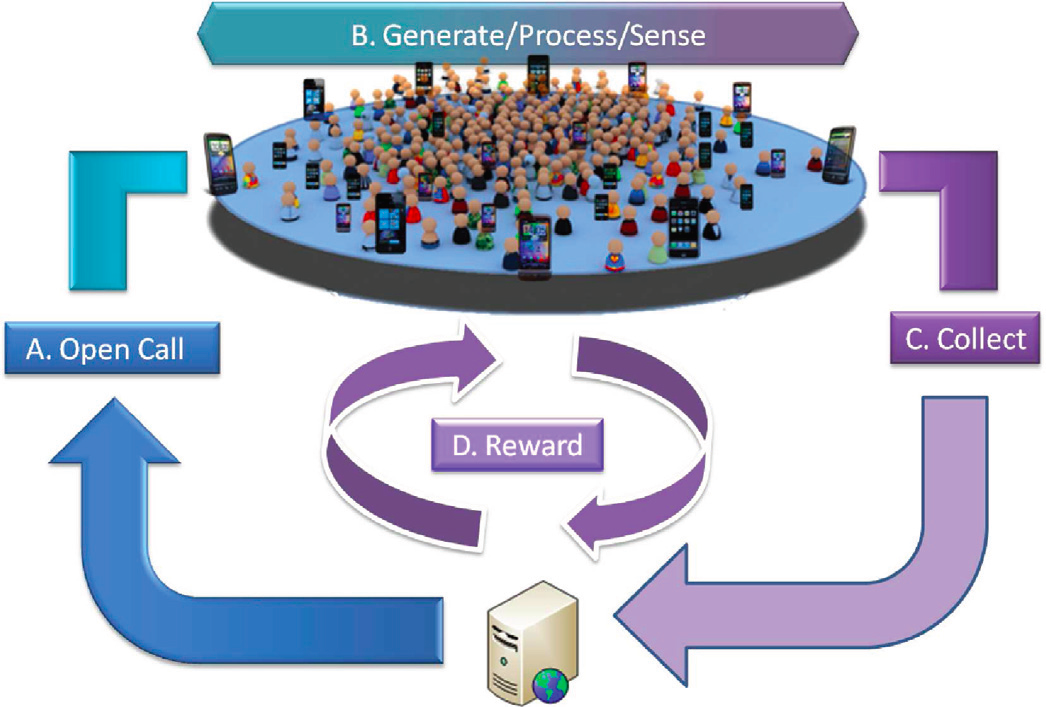 B. Generate/Process/Sense
A. Open Call
C. Collect
D. Reward